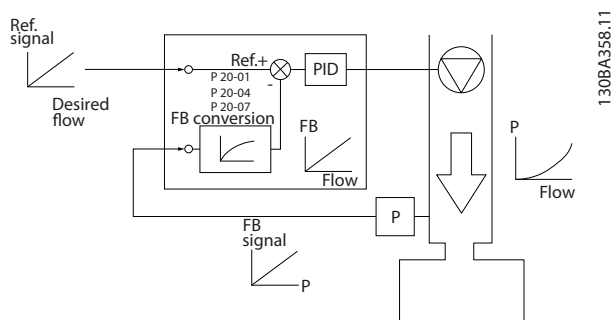 Ref.
signal
Desired
flow
Ref.+
-
PID
P 20-01
P 20-04
P 20-07
FB conversion
FB
Flow
P
Flow
P
FB
signal
P
130BA358.11